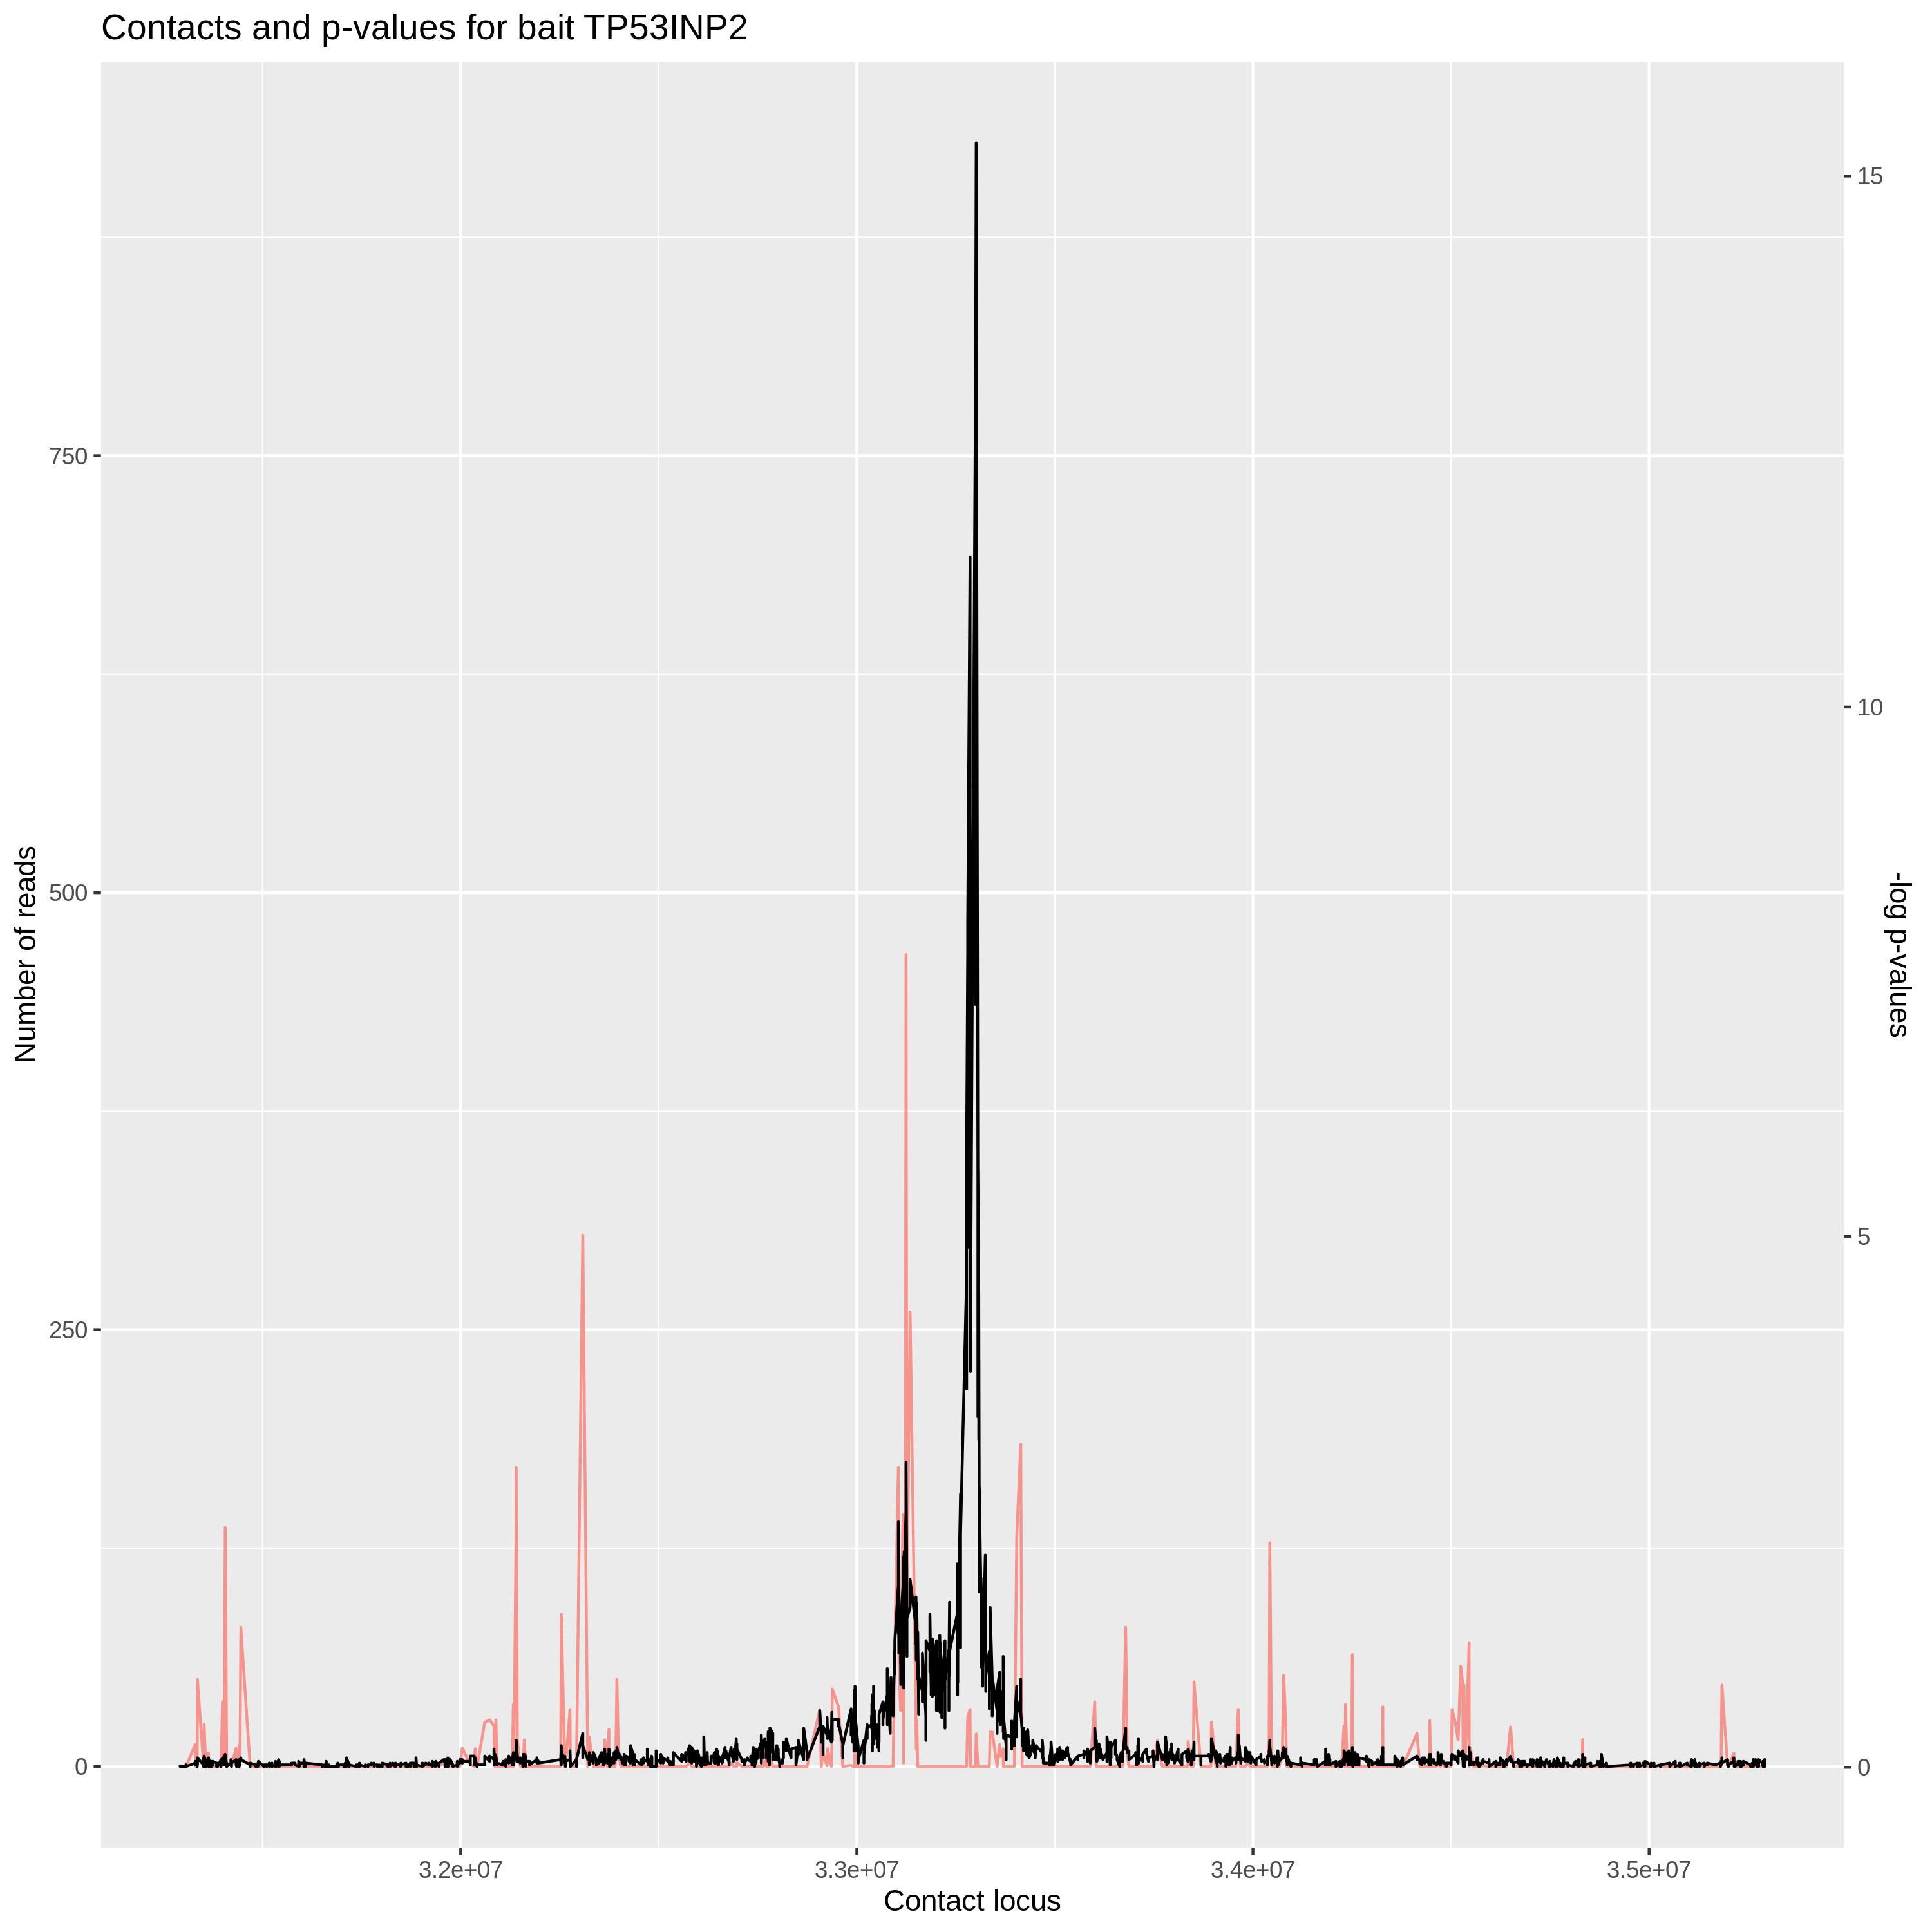 Contacts and p-values for bait TP53INP2
Number of reads
750
500
250
0
15
10
5
0
-log p-values
3.2e+07
3.3e+07
3.4e+07
3.5e+07
Contact locus